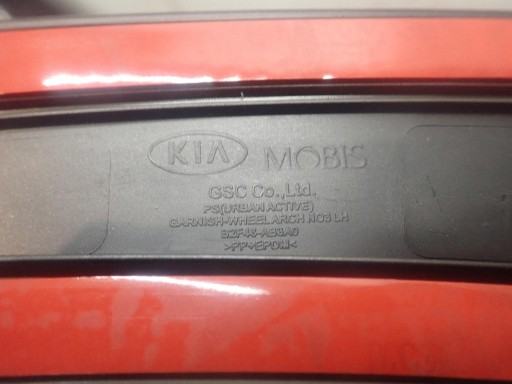 KIA MOBIS
GSC Co.,Ltd.
PS(URBAN ACTIVE)
GARNISH-WHEEL ARCH NO3 LH
>PP+EPDM<